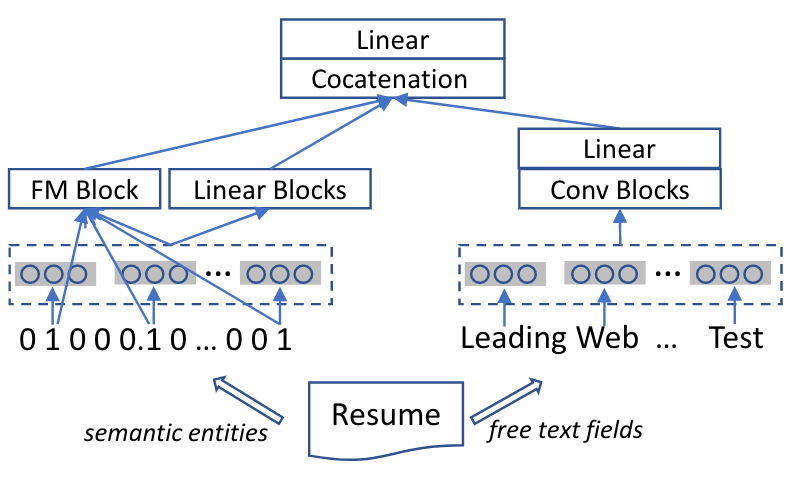 Linear
Cocatenation
Linear
FM Block
Linear Blocks
Conv Blocks
...
...
0 1 0 0 0.1 0 ... 0 0 1
Leading Web ... Test
Resume
semantic entities
free text fields